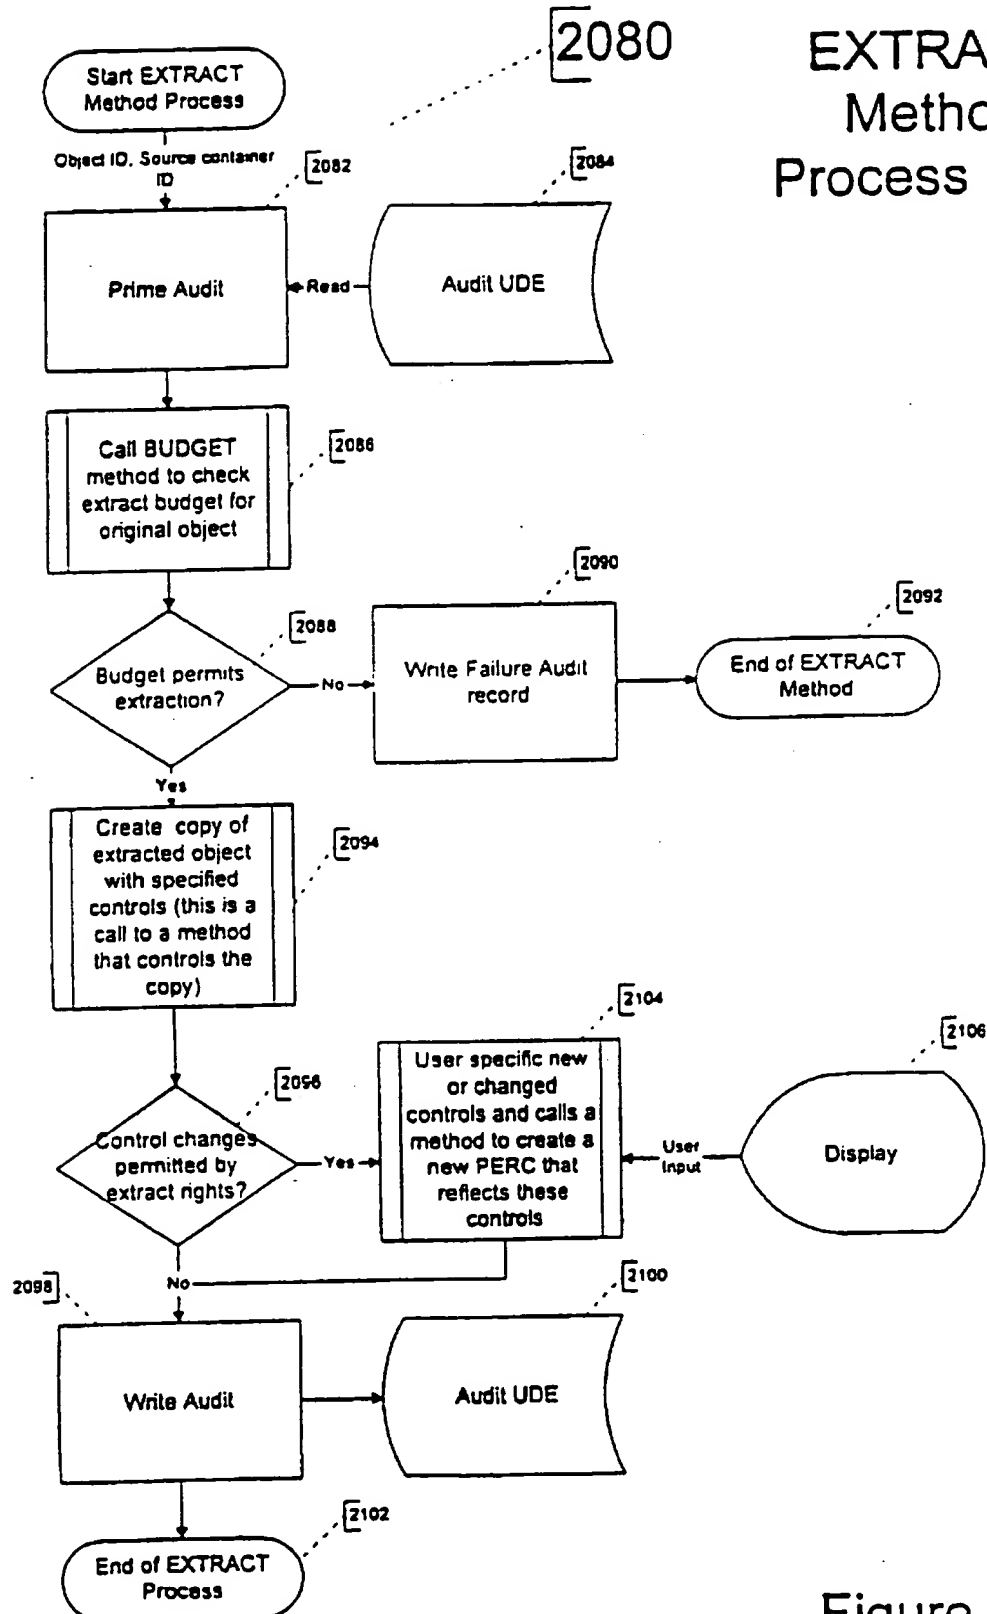 2080
EXTRA
Metho
Process
Start EXTRACT
Method Process
Object ID, Source container
ID
2082
2084
Prime Audit
Read
Audit UDE
Call BUDGET
method to check
extract budget for
original object
2086
2088
Budget permits
extraction?
No
2090
Write Failure Audit
record
2092
End of EXTRACT
Method
Yes
Create copy of
extracted object
with specified
controls (this is a
call to a method
that controls the
copy)
2094
2096
Control changes
permitted by
extract rights?
Yes
2104
User specific new
or changed
controls and calls a
method to create a
new PERC that
reflects these
controls
User
Input
2106
Display
No
2098
Write Audit
2100
Audit UDE
2102
End of EXTRACT
Process
Figure